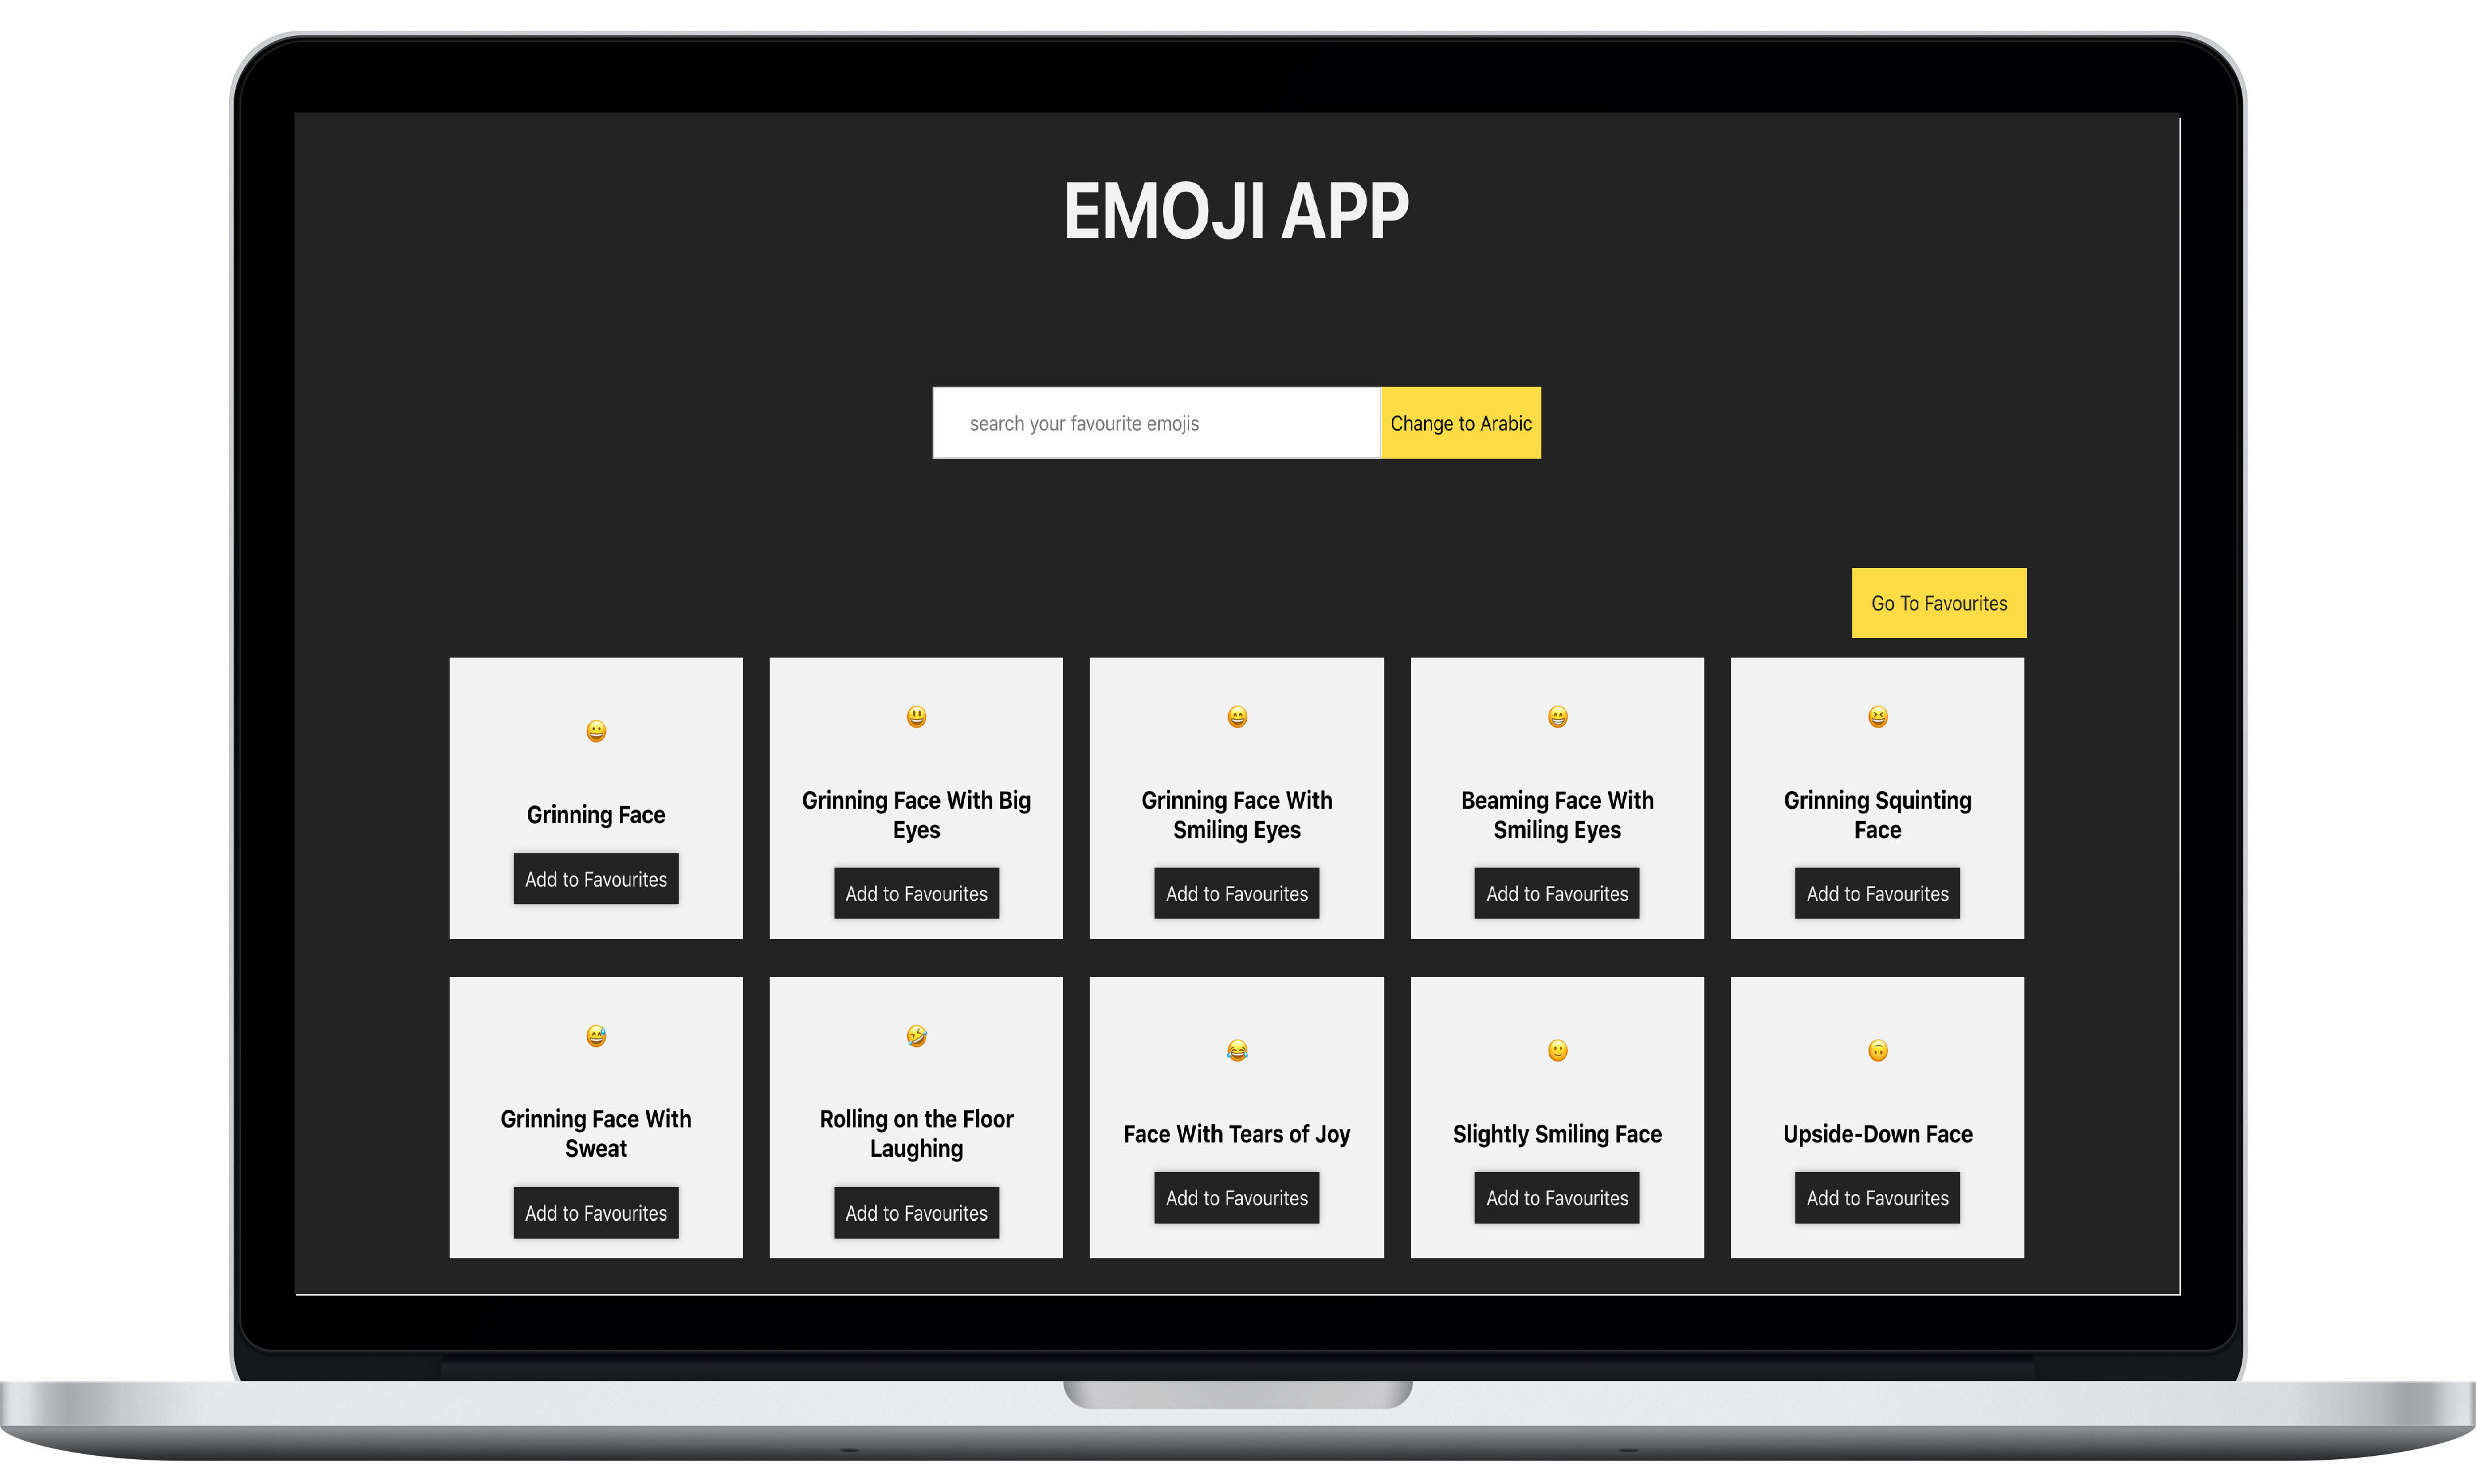 EMOJI APP
search your favourite emojis
Change to Arabic
Go To Favourites
😀
Grinning Face
Add to Favourites
😃
Grinning Face With Big
Eyes
Add to Favourites
😄
Grinning Face With
Smiling Eyes
Add to Favourites
😁
Beaming Face With
Smiling Eyes
Add to Favourites
😆
Grinning Squinting
Face
Add to Favourites
😅
Grinning Face With
Sweat
Add to Favourites
🤣
Rolling on the Floor
Laughing
Add to Favourites
😂
Face With Tears of Joy
Add to Favourites
🙂
Slightly Smiling Face
Add to Favourites
🙃
Upside-Down Face
Add to Favourites